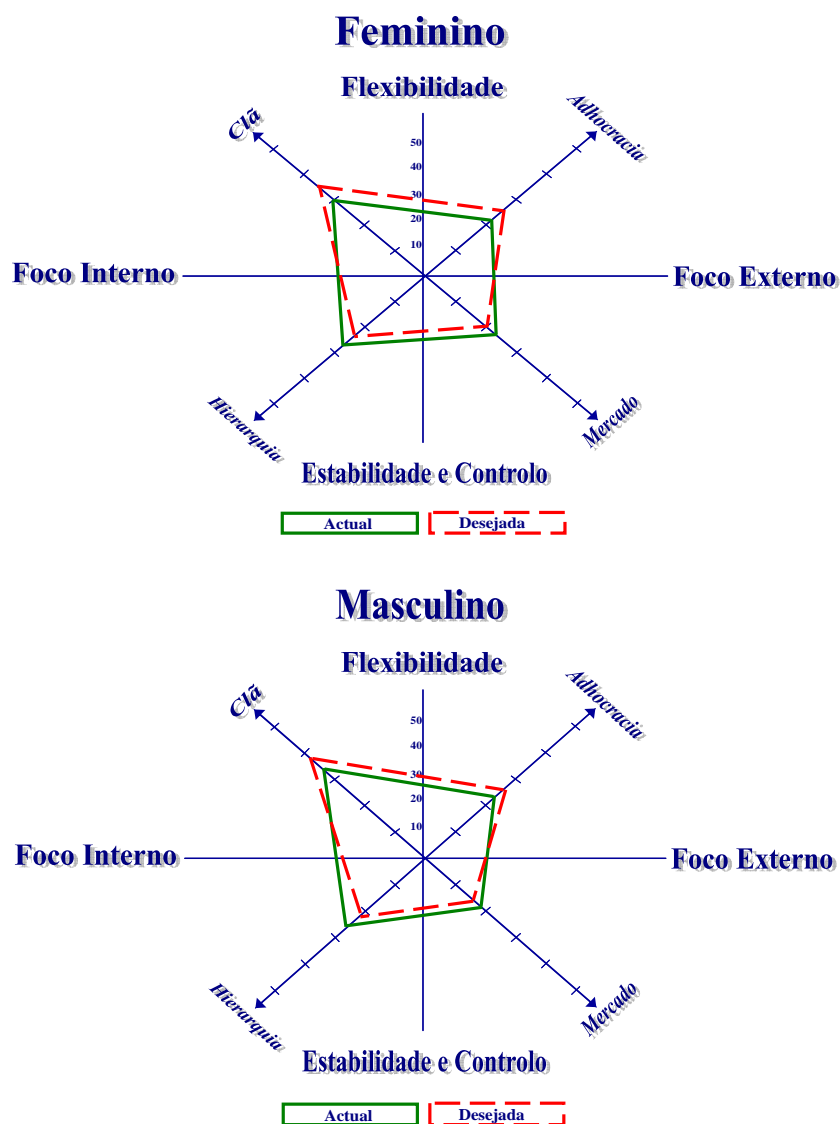 Feminino
Flexibilidade
Clã
Adhocracia
50
40
30
20
10
Foco Interno
Foco Externo
Hierarquia
Mercado
Estabilidade e Controlo
Actual
Desejada
Masculino
Flexibilidade
Clã
Adhocracia
50
40
30
20
10
Foco Interno
Foco Externo
Hierarquia
Mercado
Estabilidade e Controlo
Actual
Desejada